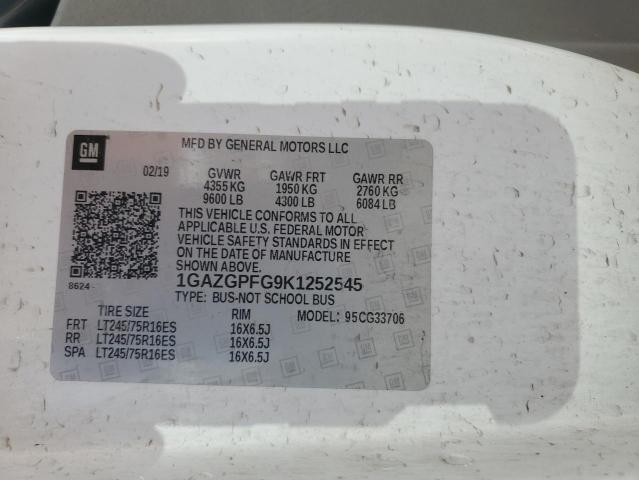 GM
MFD BY GENERAL MOTORS LLC
02/19
GVWR GAWR FRT GAWR RR
4355 KG 1950 KG 2760 KG
9600 LB 4300 LB 6084 LB
THIS VEHICLE CONFORMS TO ALL
APPLICABLE U.S. FEDERAL MOTOR
VEHICLE SAFETY STANDARDS IN EFFECT
ON THE DATE OF MANUFACTURE
SHOWN ABOVE.
8624 -
1GAZGPFG9K1252545
TYPE: BUS-NOT SCHOOL BUS
TIRE SIZE RIM MODEL: 95CG33706
FRT LT245/75R16ES 16X6.5J
RR LT245/75R16ES 16X6.5J
SPA LT245/75R16ES 16X6.5J